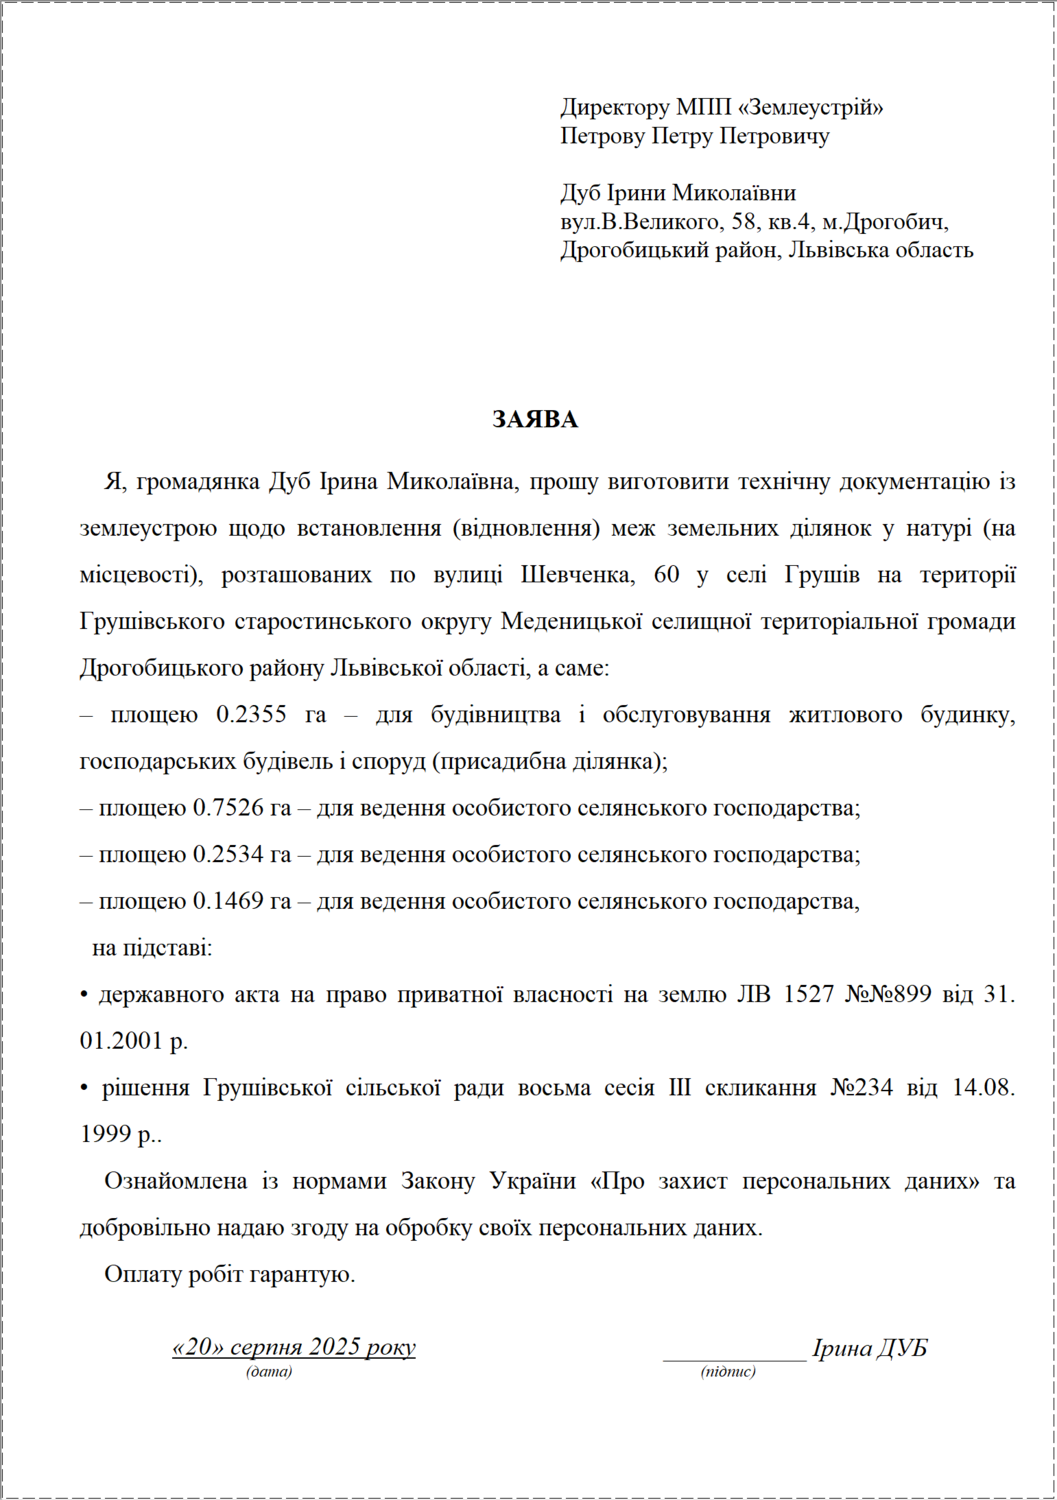 Директору МПП «Землеустрій»
Петрову Петру Петровичу
Дуб Ірини Миколаївни
вул.В.Великого, 58, кв.4, м.Дрогобич,
Дрогобицький район, Львівська область
ЗАЯВА
Я, громадянка Дуб Ірина Миколаївна, прошу виготовити технічну документацію із
землеустрою щодо встановлення (відновлення) меж земельних ділянок у натурі (на
місцевості), розташованих по вулиці Шевченка, 60 у селі Грушів на території
Грушівського старостинського округу Меденицької селищної територіальної громади
Дрогобицького району Львівської області, а саме:
– площею 0.2355 га – для будівництва і обслуговування житлового будинку,
господарських будівель і споруд (присадибна ділянка);
– площею 0.7526 га – для ведення особистого селянського господарства;
– площею 0.2534 га – для ведення особистого селянського господарства;
– площею 0.1469 га – для ведення особистого селянського господарства,
на підставі:
• державного акта на право приватної власності на землю ЛВ 1527 №№899 від 31.
01.2001 р.
• рішення Грушівської сільської ради восьма сесія III скликання №234 від 14.08.
1999 р..
Ознайомлена із нормами Закону України «Про захист персональних даних» та
добровільно надаю згоду на обробку своїх персональних даних.
Оплату робіт гарантую.
«20» серпня 2025 року ____________ Ірина ДУБ
(дата) (підпис)